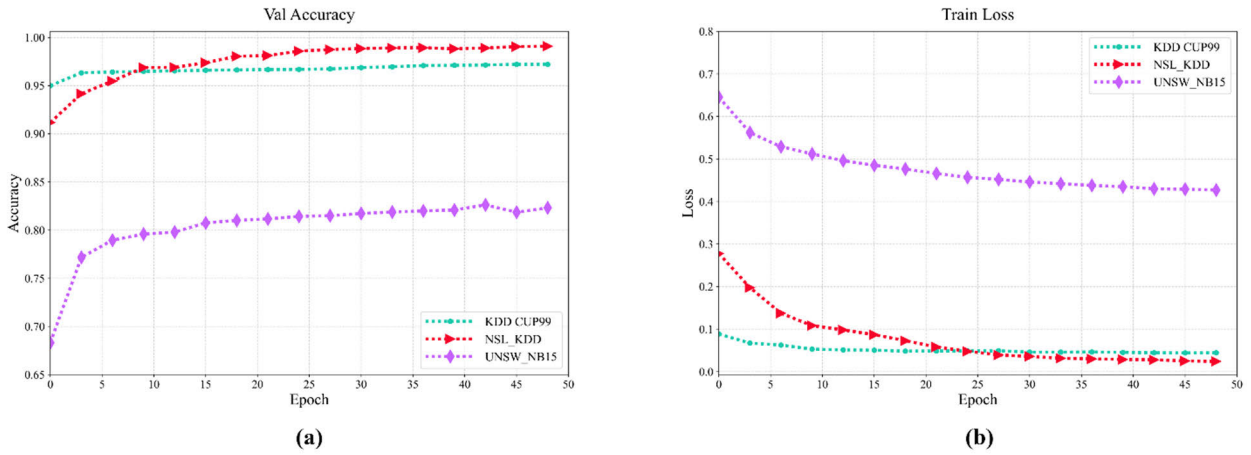 Val Accuracy
1.00
0.95
0.90
0.85
0.80
0.75
0.70
0.65
Accuracy
0 5 10 15 20 25 30 35 40 45 50
Epoch
KDD CUP99
NSL_KDD
UNSW_NB15
(a)
Train Loss
0.8
0.7
0.6
0.5
0.4
0.3
0.2
0.1
0.0
Loss
0 5 10 15 20 25 30 35 40 45 50
Epoch
KDD CUP99
NSL_KDD
UNSW_NB15
(b)